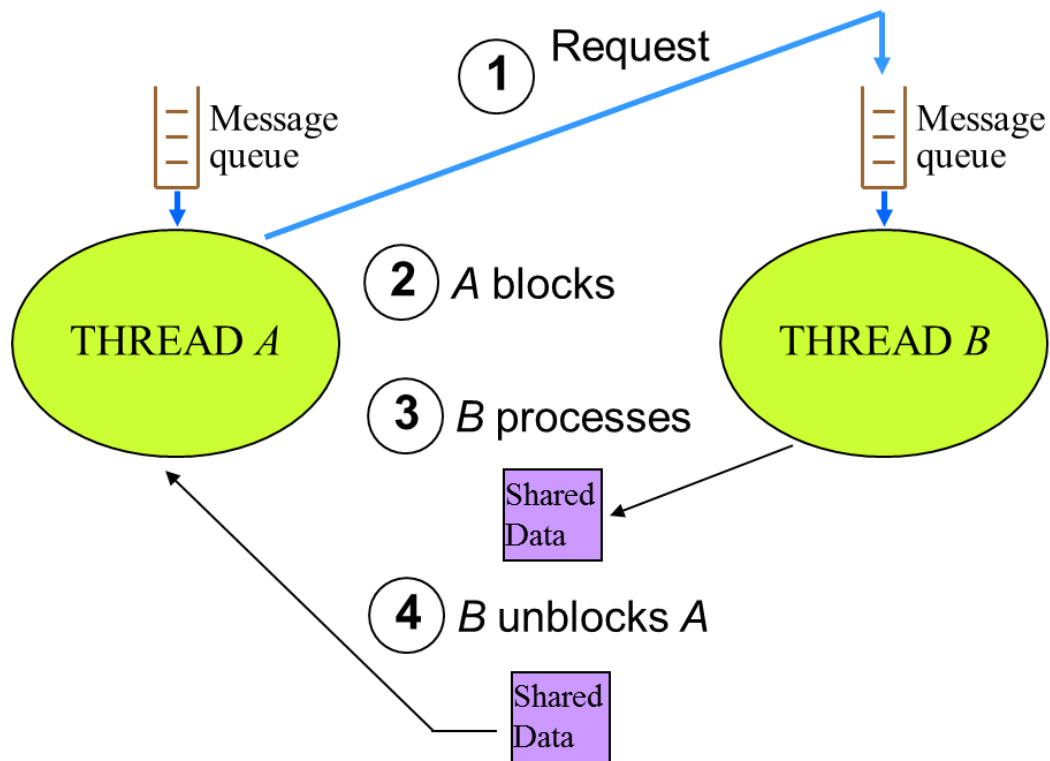 1 Request
Message
queue
Message
queue
2 A blocks
THREAD A
THREAD B
3 B processes
Shared
Data
4 B unblocks A
Shared
Data